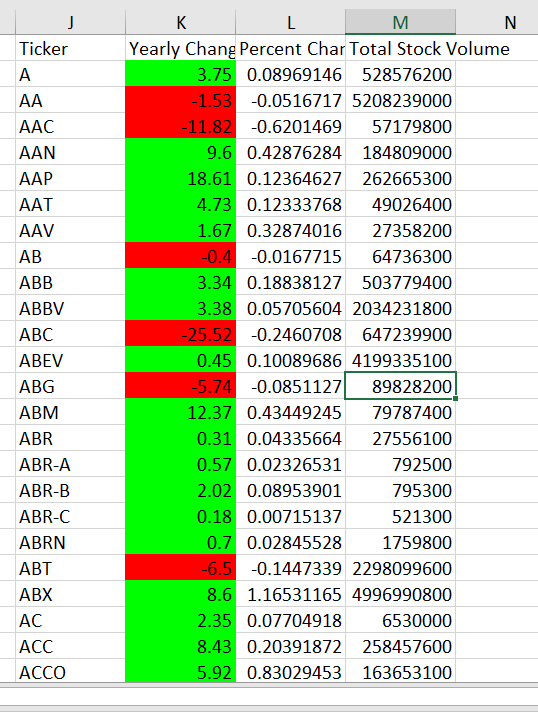 J K L M N
Ticker Yearly Chang Percent Char Total Stock Volume
A 3.75 0.08969146 528576200
AA -1.53 -0.0516717 5208239000
AAC -11.82 -0.6201469 57179800
AAN 9.6 0.42876284 184809000
AAP 18.61 0.12364627 262665300
AAT 4.73 0.12333768 49026400
AAV 1.67 0.32874016 27358200
AB -0.4 -0.0167715 64736300
ABB 3.34 0.18838127 503779400
ABBV 3.38 0.05705604 2034231800
ABC -25.52 -0.2460708 647239900
ABEV 0.45 0.10089686 4199335100
ABG -5.74 -0.0851127 89828200
ABM 12.37 0.43449245 79787400
ABR 0.31 0.04335664 27556100
ABR-A 0.57 0.02326531 792500
ABR-B 2.02 0.08953901 795300
ABR-C 0.18 0.00715137 521300
ABRN 0.7 0.02845528 1759800
ABT -6.5 -0.1447339 2298099600
ABX 8.6 1.16531165 4996990800
AC 2.35 0.07704918 6530000
ACC 8.43 0.20391872 258457600
ACCO 5.92 0.83029453 163653100